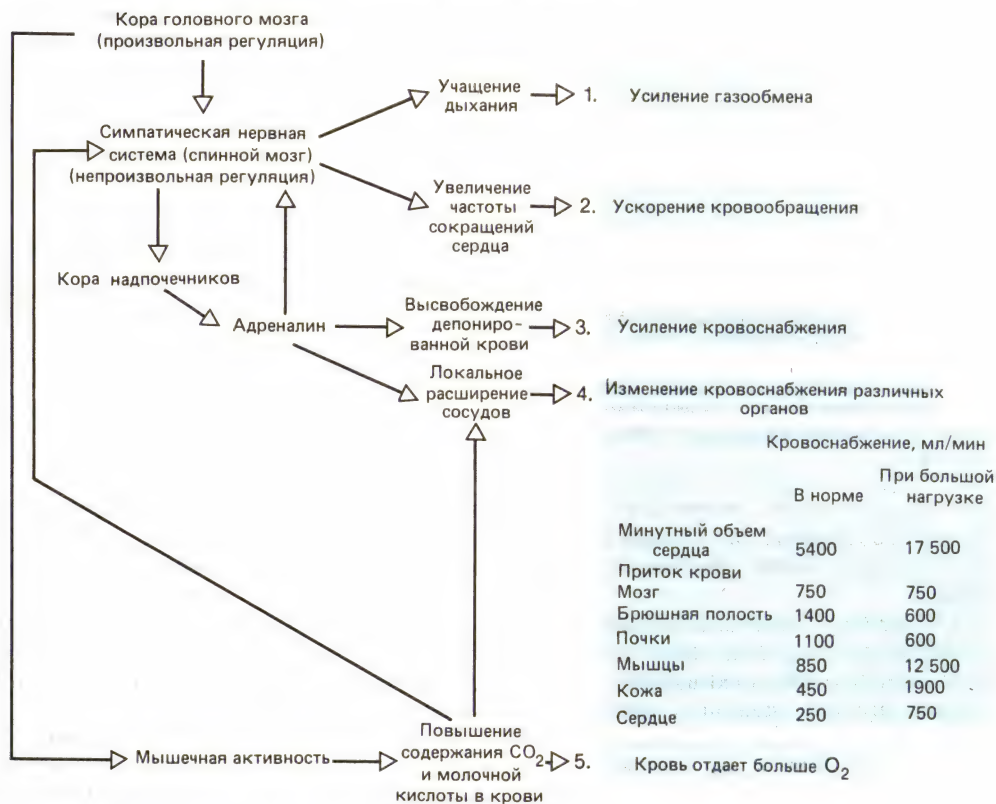 Кора головного мозга
(произвольная регуляция)
Учащение
дыхания
1. Усиление газообмена
Симпатическая нервная
система (спинной мозг)
(непроизвольная регуляция)
Увеличение
частоты
сокращений
сердца
2. Ускорение кровообращения
Кора надпочечников
Адреналин
Высвобождение
депониро-
ванной крови
3. Усиление кровоснабжения
Локальное
расширение
сосудов
4. Изменение кровоснабжения различных
органов
Кровоснабжение, мл/мин
В норме
При большой
нагрузке
Минутный объем
сердца 5400 17 500
Приток крови
Мозг 750 750
Брюшная полость 1400 600
Почки 1100 600
Мышцы 850 12 500
Кожа 450 1900
Сердце 250 750
Мышечная активность
Повышение
содержания CO₂
и молочной
кислоты в крови
5. Кровь отдает больше O₂